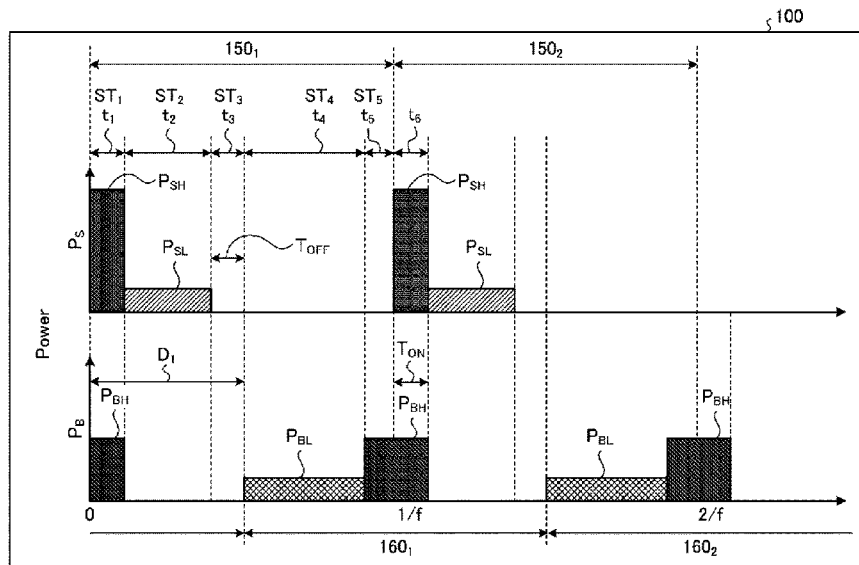 100
150₁ 150₂
ST₁ ST₂ ST₃ ST₄ ST₅
t₁ t₂ t₃ t₄ t₅ t₆
P_SH P_SH
P_S
P_SL T_OFF P_SL
Power
D₁ T_ON
P_BH P_BH P_BH
P_B
P_BL P_BL
0 1/f 2/f
160₁ 160₂